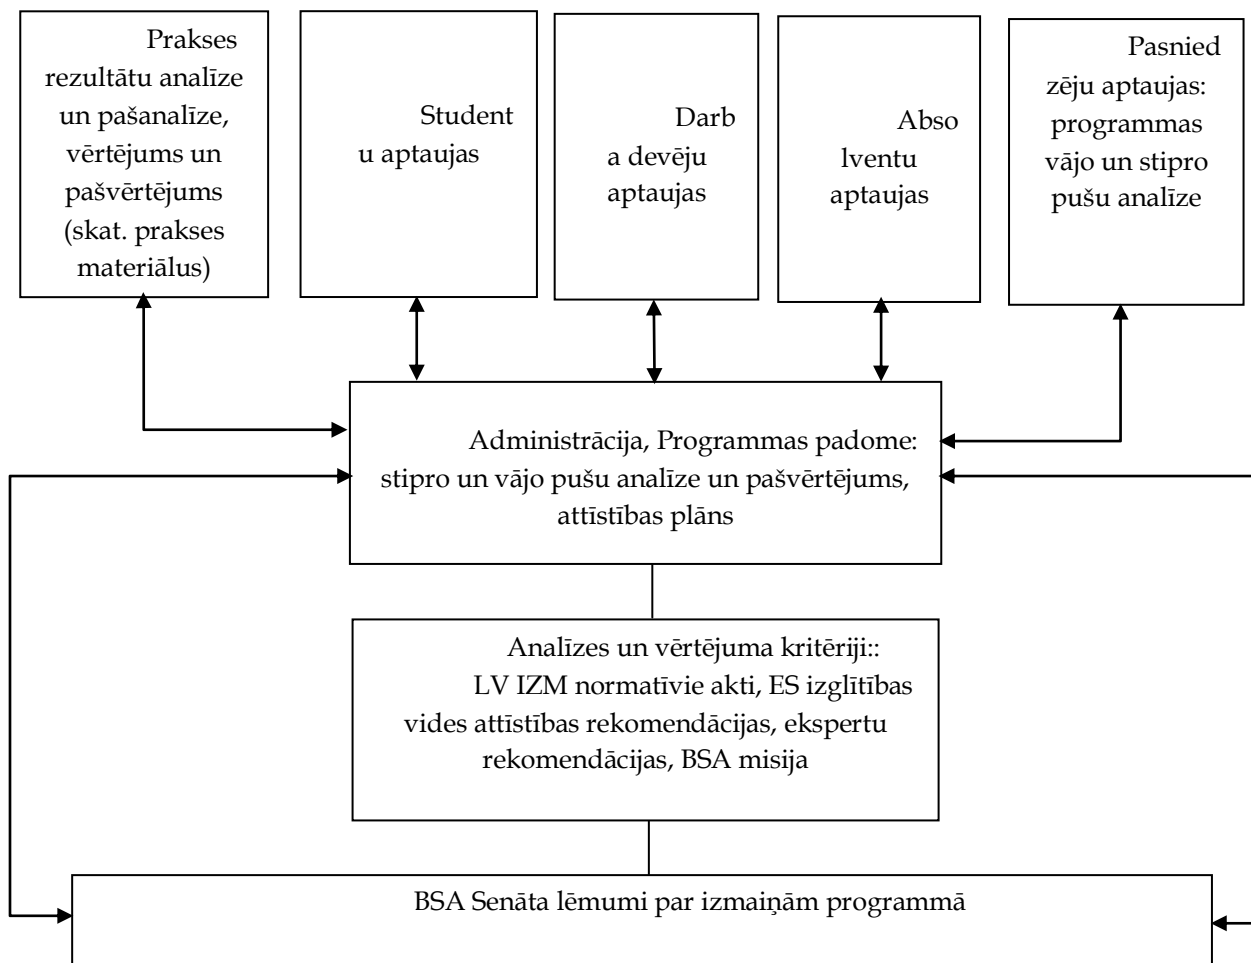 Prakses
rezultātu analīze
un pašanalīze,
vērtējums un
pašvērtējums
(skat. prakses
materiālus)
Student
u aptaujas
Darb
a devēju
aptaujas
Abso
lventu
aptaujas
Pasnied
zēju aptaujas:
programmas
vājo un stipro
pušu analīze
Administrācija, Programmas padome:
stipro un vājo pušu analīze un pašvērtējums,
attīstības plāns
Analīzes un vērtējuma kritēriji::
LV IZM normatīvie akti, ES izglītības
vides attīstības rekomendācijas, ekspertu
rekomendācijas, BSA misija
BSA Senāta lēmumi par izmaiņām programmā